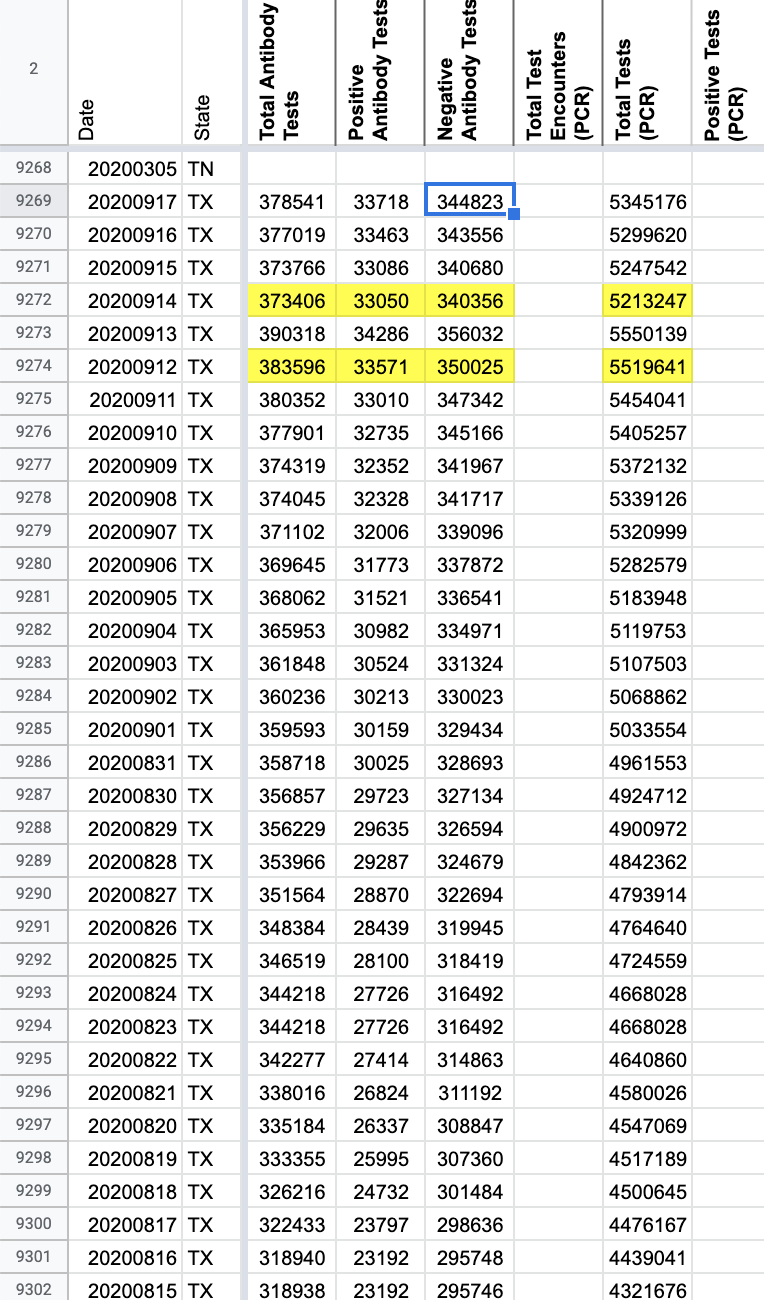 2 Date State Total Antibody Tests Positive Antibody Tests Negative Antibody Tests Total Test Encounters (PCR) Total Tests (PCR) Positive Tests (PCR)
9268 20200305 TN
9269 20200917 TX 378541 33718 344823 5345176
9270 20200916 TX 377019 33463 343556 5299620
9271 20200915 TX 373766 33086 340680 5247542
9272 20200914 TX 373406 33050 340356 5213247
9273 20200913 TX 390318 34286 356032 5550139
9274 20200912 TX 383596 33571 350025 5519641
9275 20200911 TX 380352 33010 347342 5454041
9276 20200910 TX 377901 32735 345166 5405257
9277 20200909 TX 374319 32352 341967 5372132
9278 20200908 TX 374045 32328 341717 5339126
9279 20200907 TX 371102 32006 339096 5320999
9280 20200906 TX 369645 31773 337872 5282579
9281 20200905 TX 368062 31521 336541 5183948
9282 20200904 TX 365953 30982 334971 5119753
9283 20200903 TX 361848 30524 331324 5107503
9284 20200902 TX 360236 30213 330023 5068862
9285 20200901 TX 359593 30159 329434 5033554
9286 20200831 TX 358718 30025 328693 4961553
9287 20200830 TX 356857 29723 327134 4924712
9288 20200829 TX 356229 29635 326594 4900972
9289 20200828 TX 353966 29287 324679 4842362
9290 20200827 TX 351564 28870 322694 4793914
9291 20200826 TX 348384 28439 319945 4764640
9292 20200825 TX 346519 28100 318419 4724559
9293 20200824 TX 344218 27726 316492 4668028
9294 20200823 TX 344218 27726 316492 4668028
9295 20200822 TX 342277 27414 314863 4640860
9296 20200821 TX 338016 26824 311192 4580026
9297 20200820 TX 335184 26337 308847 4547069
9298 20200819 TX 333355 25995 307360 4517189
9299 20200818 TX 326216 24732 301484 4500645
9300 20200817 TX 322433 23797 298636 4476167
9301 20200816 TX 318940 23192 295748 4439041
9302 20200815 TX 318938 23192 295746 4321676